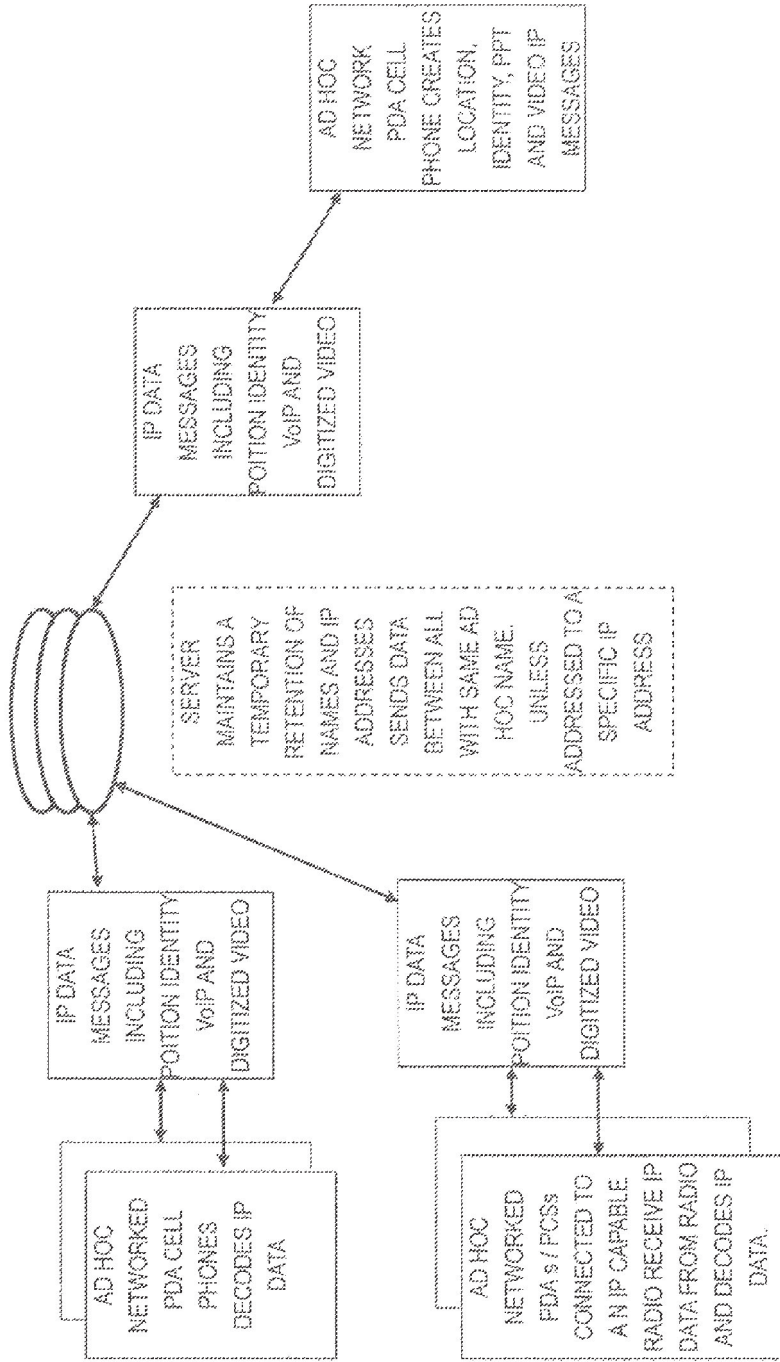 AD HOC
NETWORKED
PDA CELL
PHONES
DECODES IP
DATA
IP DATA
MESSAGES
INCLUDING
POITION IDENTITY
VoIP AND
DIGITIZED VIDEO
AD HOC
NETWORKED
PDA s / PCSs
CONNECTED TO
A N IP CAPABLE
RADIO RECEIVE IP
DATA FROM RADIO
AND DECODES IP
DATA.
IP DATA
MESSAGES
INCLUDING
POITION IDENTITY
VoIP AND
DIGITIZED VIDEO
SERVER
MAINTAINS A
TEMPORARY
RETENTION OF
NAMES AND IP
ADDRESSES
SENDS DATA
BETWEEN ALL
WITH SAME AD
HOC NAME.
UNLESS
ADDRESSED TO A
SPECIFIC IP
ADDRESS
IP DATA
MESSAGES
INCLUDING
POITION IDENTITY
VoIP AND
DIGITIZED VIDEO
AD HOC
NETWORK
PDA CELL
PHONE CREATES
LOCATION,
IDENTITY, PPT
AND VIDEO IP
MESSAGES